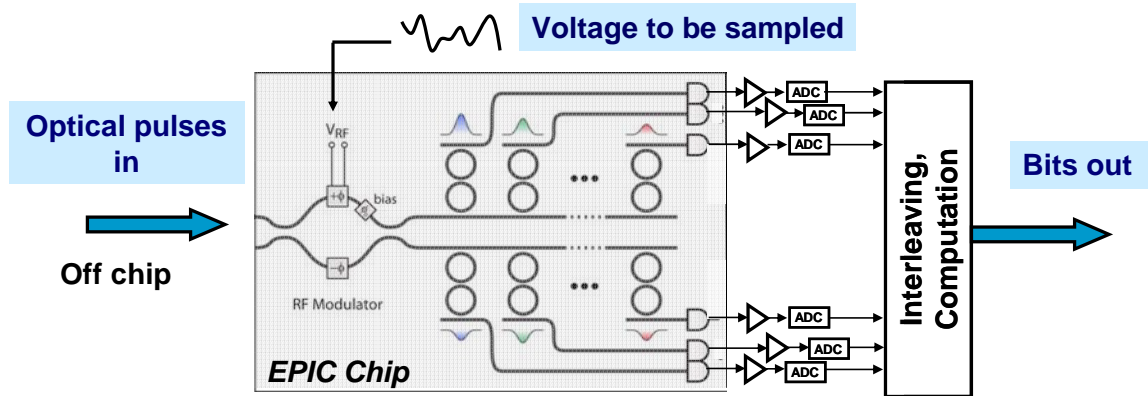 Voltage to be sampled
Optical pulses
in
Off chip
VRF
+ϕ
bias
ϕ
−ϕ
RF Modulator
EPIC Chip
ADC
ADC
ADC
ADC
ADC
ADC
Interleaving,
Computation
Bits out